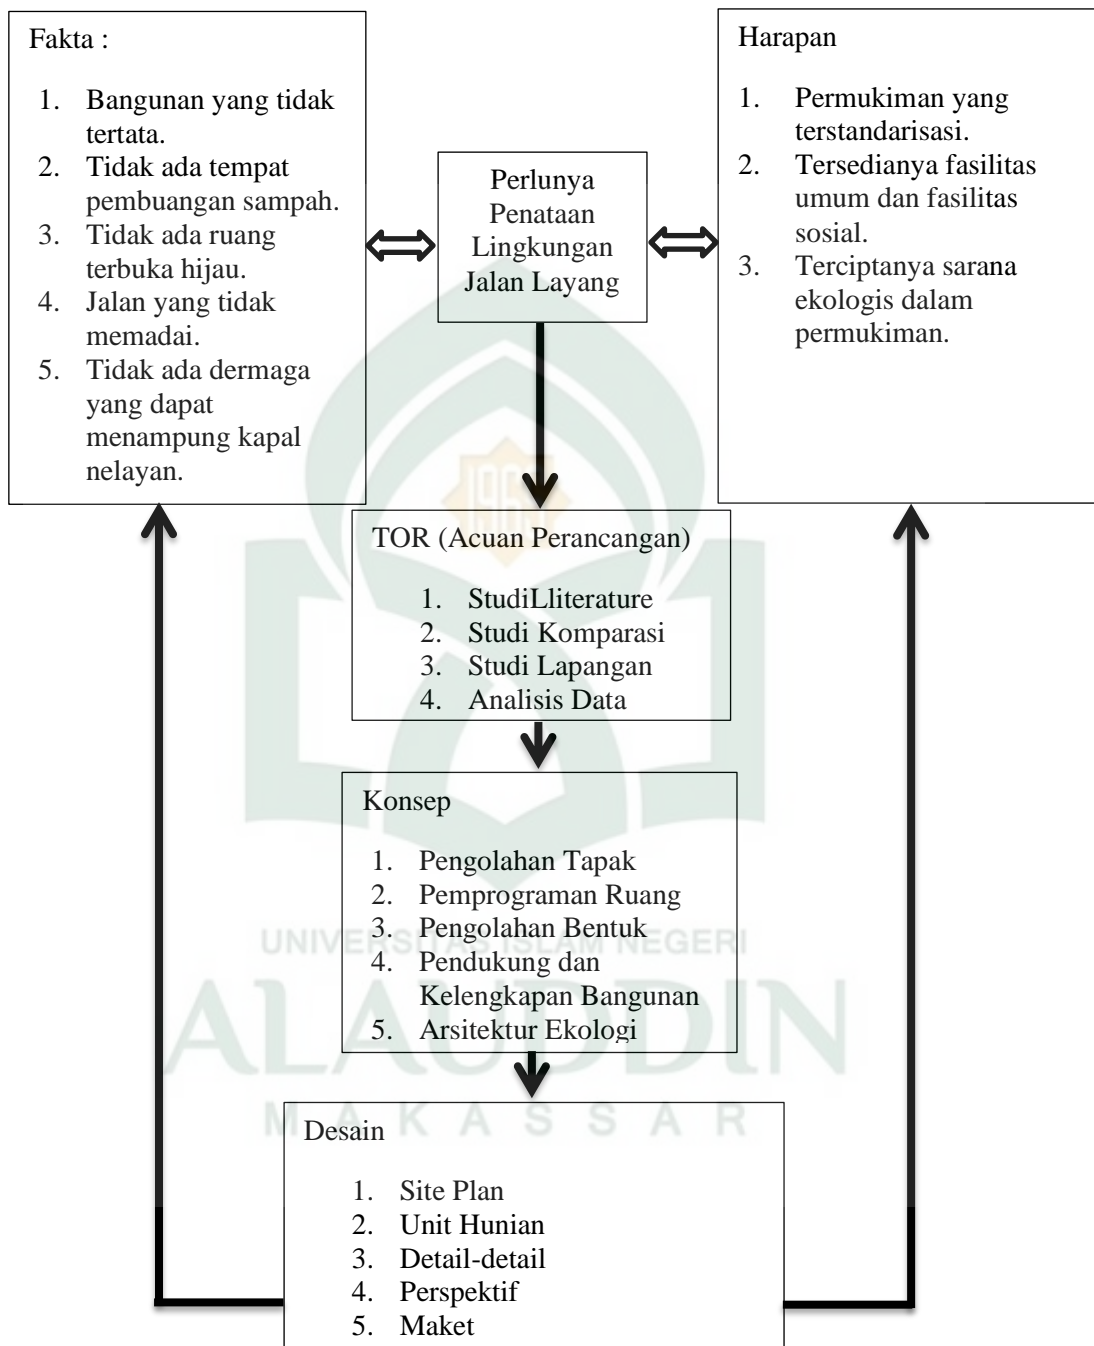 Fakta :
1. Bangunan yang tidak
tertata.
2. Tidak ada tempat
pembuangan sampah.
3. Tidak ada ruang
terbuka hijau.
4. Jalan yang tidak
memadai.
5. Tidak ada dermaga
yang dapat
menampung kapal
nelayan.
Perlunya
Penataan
Lingkungan
Jalan Layang
Harapan
1. Permukiman yang
terstandarisasi.
2. Tersedianya fasilitas
umum dan fasilitas
sosial.
3. Terciptanya sarana
ekologis dalam
permukiman.
1965
TOR (Acuan Perancangan)
1. StudiLliterature
2. Studi Komparasi
3. Studi Lapangan
4. Analisis Data
Konsep
1. Pengolahan Tapak
2. Pemprograman Ruang
3. Pengolahan Bentuk
4. Pendukung dan
Kelengkapan Bangunan
5. Arsitektur Ekologi
UNIVERSITAS ISLAM NEGERI
ALAUDDIN
MAKASSAR
Desain
1. Site Plan
2. Unit Hunian
3. Detail-detail
4. Perspektif
5. Maket